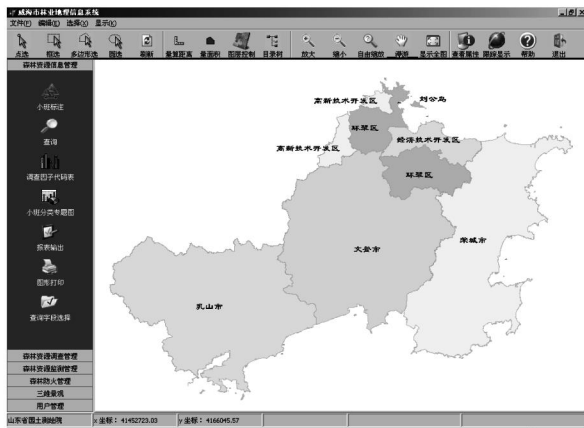 威海市林业地理信息系统
文件(F) 编辑(E) 选择(X) 显示(D)
点选 框选 多边形选 圆选 刷新 量算距离 量面积 图层控制 目录树 放大 缩小 自由缩放 漫游 显示全图 查看属性 跟踪显示 帮助 退出
森林资源信息管理
小班标注
查询
调查因子代码表
小班分类专题图
报表输出
图形打印
查询字段选择
森林资源调查管理
森林资源监测管理
森林防火管理
三维景观
用户管理
高新技术开发区
刘公岛
环翠区
高新技术开发区
经济技术开发区
环翠区
荣城市
文登市
乳山市
山东省国土测绘院 x 坐标: 41452723.03 y 坐标: 4166045.57